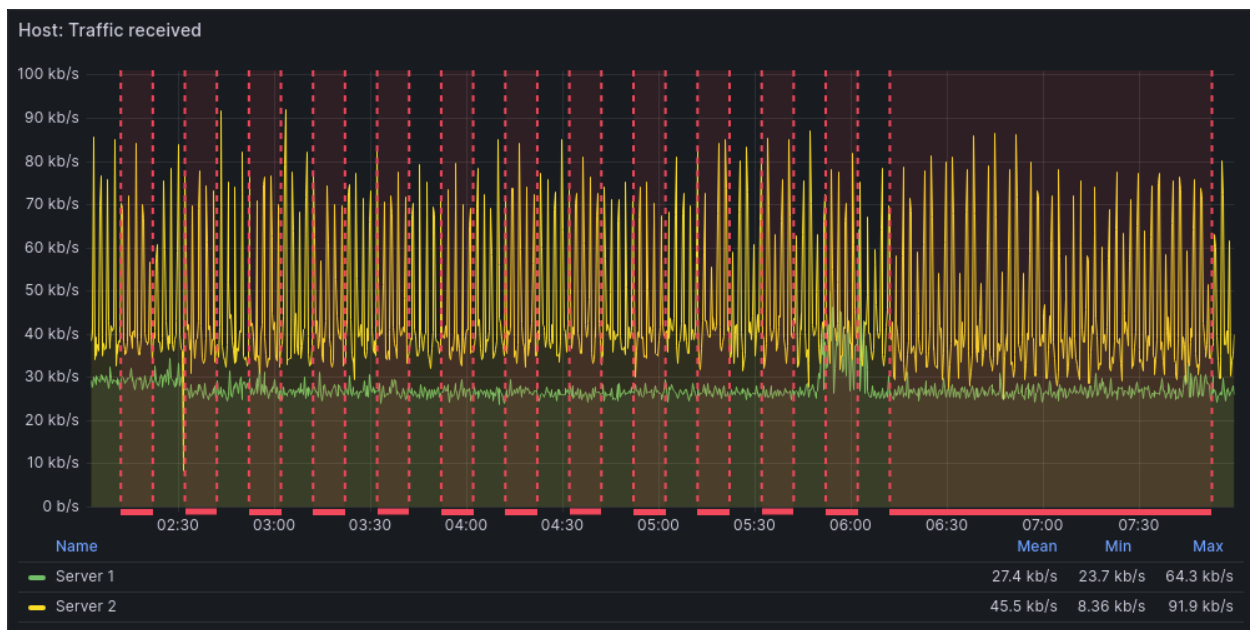 Host: Traffic received
100 kb/s
90 kb/s
80 kb/s
70 kb/s
60 kb/s
50 kb/s
40 kb/s
30 kb/s
20 kb/s
10 kb/s
0 b/s
02:30 03:00 03:30 04:00 04:30 05:00 05:30 06:00 06:30 07:00 07:30
Name Mean Min Max
Server 1 27.4 kb/s 23.7 kb/s 64.3 kb/s
Server 2 45.5 kb/s 8.36 kb/s 91.9 kb/s